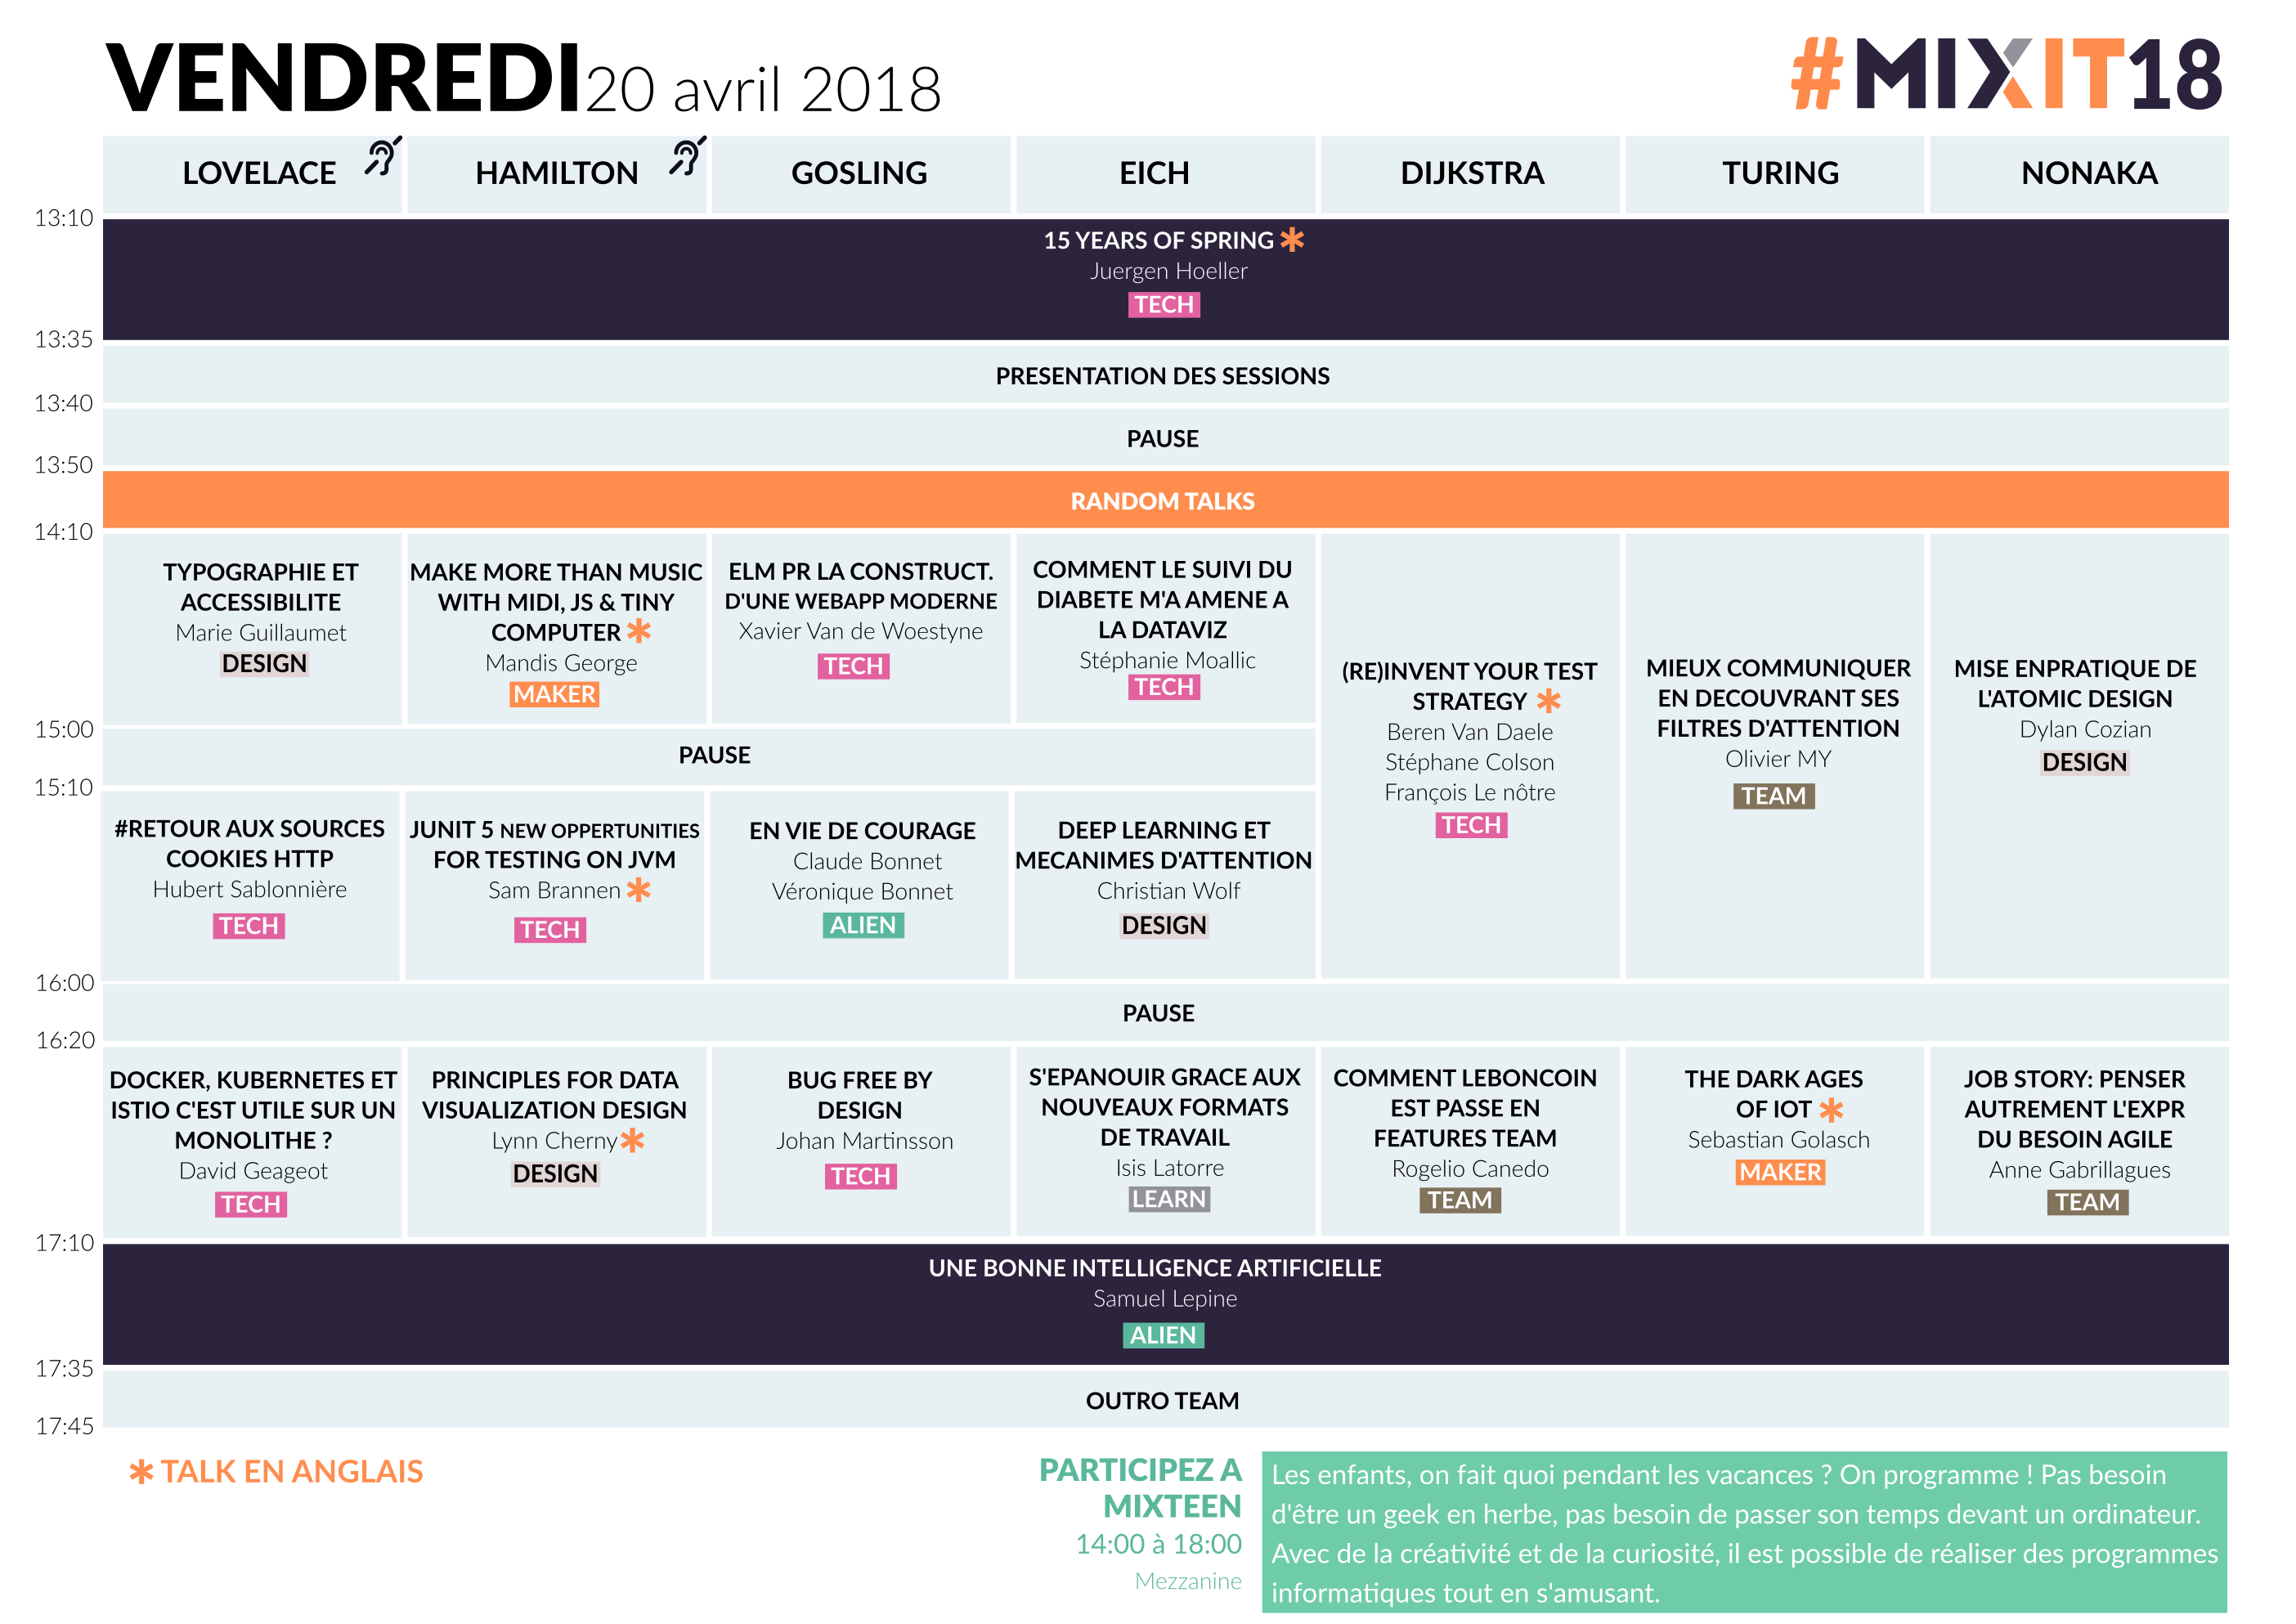 VENDREDI 20 avril 2018
#MIXIT18
LOVELACE
HAMILTON
GOSLING
EICH
DIJKSTRA
TURING
NONAKA
13:10
15 YEARS OF SPRING *
Juergen Hoeller
TECH
13:35
PRESENTATION DES SESSIONS
13:40
PAUSE
13:50
RANDOM TALKS
14:10
TYPOGRAPHIE ET
ACCESSIBILITE
Marie Guillaumet
DESIGN
MAKE MORE THAN MUSIC
WITH MIDI, JS & TINY
COMPUTER *
Mandis George
MAKER
ELM PR LA CONSTRUCT.
D'UNE WEBAPP MODERNE
Xavier Van de Woestyne
TECH
COMMENT LE SUIVI DU
DIABETE M'A AMENE A
LA DATAVIZ
Stéphanie Moallic
TECH
(RE)INVENT YOUR TEST
STRATEGY *
Beren Van Daele
Stéphane Colson
François Le nôtre
TECH
MIEUX COMMUNIQUER
EN DECOUVRANT SES
FILTRES D'ATTENTION
Olivier MY
TEAM
MISE ENPRATIQUE DE
L'ATOMIC DESIGN
Dylan Cozian
DESIGN
15:00
PAUSE
15:10
#RETOUR AUX SOURCES
COOKIES HTTP
Hubert Sablonnière
TECH
JUNIT 5 NEW OPPERTUNITIES
FOR TESTING ON JVM
Sam Brannen *
TECH
EN VIE DE COURAGE
Claude Bonnet
Véronique Bonnet
ALIEN
DEEP LEARNING ET
MECANIMES D'ATTENTION
Christian Wolf
DESIGN
16:00
PAUSE
16:20
DOCKER, KUBERNETES ET
ISTIO C'EST UTILE SUR UN
MONOLITHE ?
David Geageot
TECH
PRINCIPLES FOR DATA
VISUALIZATION DESIGN
Lynn Cherny *
DESIGN
BUG FREE BY
DESIGN
Johan Martinsson
TECH
S'EPANOUIR GRACE AUX
NOUVEAUX FORMATS
DE TRAVAIL
Isis Latorre
LEARN
COMMENT LEBONCOIN
EST PASSE EN
FEATURES TEAM
Rogelio Canedo
TEAM
THE DARK AGES
OF IOT *
Sebastian Golasch
MAKER
JOB STORY: PENSER
AUTREMENT L'EXPR
DU BESOIN AGILE
Anne Gabrillagues
TEAM
17:10
UNE BONNE INTELLIGENCE ARTIFICIELLE
Samuel Lepine
ALIEN
17:35
OUTRO TEAM
17:45
* TALK EN ANGLAIS
PARTICIPEZ A
MIXTEEN
14:00 à 18:00
Mezzanine
Les enfants, on fait quoi pendant les vacances ? On programme ! Pas besoin
d'être un geek en herbe, pas besoin de passer son temps devant un ordinateur.
Avec de la créativité et de la curiosité, il est possible de réaliser des programmes
informatiques tout en s'amusant.